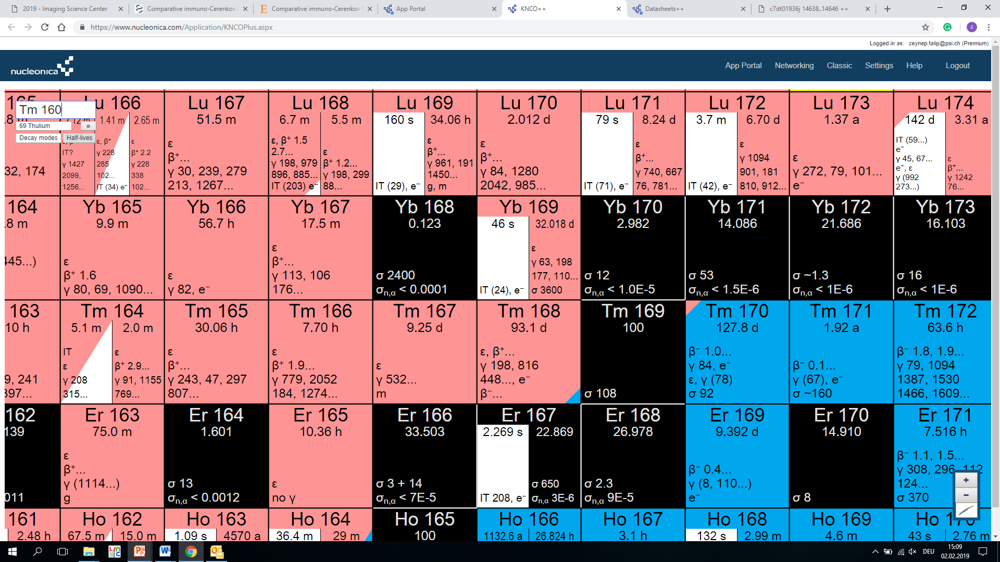 2019 - Imaging Science Center
Comparative immuno-Cerenkov
Comparative immuno-Cerenkov
App Portal
KNCO++
Datasheets++
c7dt01936j 14638..14646 ++
https://www.nucleonica.com/Application/KNCOPlus.aspx
Logged in as: zeynep.talip@psi.ch (Premium)
nucleonica
App Portal Networking Classic Settings Help Logout
Tm 160
69 Thulium
≡
Decay modes Half-lives
32, 174
Lu 166
1.41 m 2.65 m
IT?
γ 1427
2099,
1256...
ε, β⁺
γ 228
285
102...
IT (34) e⁻
ε
β⁺ 2.2
γ 228
338
102...
Lu 167
51.5 m
ε
β⁺...
γ 30, 239, 279
213, 1267...
Lu 168
6.7 m 5.5 m
ε, β⁺ 1.5
2.7...
γ 198, 979
896, 885...
IT (203) e⁻
ε
β⁺ 1.2...
γ 198, 299
88...
Lu 169
160 s 34.06 h
IT (29), e⁻
ε
β⁺...
γ 961, 191
1450...
g, m
Lu 170
2.012 d
ε
β⁺...
γ 84, 1280
2042, 985...
Lu 171
79 s 8.24 d
IT (71), e⁻
ε
β⁺...
γ 740, 667
76, 781...
Lu 172
3.7 m 6.70 d
IT (42), e⁻
ε
γ 1094
901, 181
810, 912...
Lu 173
1.37 a
ε
γ 272, 79, 101...
e⁻
Lu 174
142 d 3.31 a
IT (59...)
e⁻
γ 45, 67...
e⁻, ε
γ (992
273...)
ε
β⁺...
γ 1242
76...
164
.8 m
445...)
Yb 165
9.9 m
ε
β⁺ 1.6
γ 80, 69, 1090...
Yb 166
56.7 h
ε
γ 82, e⁻
Yb 167
17.5 m
ε
β⁺...
γ 113, 106
176...
Yb 168
0.123
σ 2400
σn,α < 0.0001
Yb 169
46 s 32.018 d
IT (24), e⁻
ε
γ 63, 198
177, 110...
σ 3600
Yb 170
2.982
σ 12
σn,α < 1.0E-5
Yb 171
14.086
σ 53
σn,α < 1.5E-6
Yb 172
21.686
σ ~1.3
σn,α < 1E-6
Yb 173
16.103
σ 16
σn,α < 1E-6
163
10 h
9, 241
397...
Tm 164
5.1 m 2.0 m
IT
ε
γ 208
315...
ε
β⁺ 2.9...
γ 91, 1155
769...
Tm 165
30.06 h
ε
β⁺...
γ 243, 47, 297
807...
Tm 166
7.70 h
ε
β⁺ 1.9...
γ 779, 2052
184, 1274...
Tm 167
9.25 d
ε
γ 532...
m
Tm 168
93.1 d
ε, β⁺...
γ 198, 816
448..., e⁻
β⁻...
Tm 169
100
σ 108
Tm 170
127.8 d
β⁻ 1.0...
γ 84, e⁻
ε, γ (78)
σ 92
Tm 171
1.92 a
β⁻ 0.1...
γ (67), e⁻
σ ~160
Tm 172
63.6 h
β⁻ 1.8, 1.9...
γ 79, 1094
1387, 1530
1466, 1609...
162
139
011
Er 163
75.0 m
ε
β⁺...
γ (1114...)
g
Er 164
1.601
σ 13
σn,α < 0.0012
Er 165
10.36 h
ε
no γ
Er 166
33.503
σ 3 + 14
σn,α < 7E-5
Er 167
2.269 s 22.869
IT 208, e⁻
σ 650
σn,α 3E-6
Er 168
26.978
σ 2.3
σn,α 9E-5
Er 169
9.392 d
β⁻ 0.4...
γ (8, 110...)
e⁻
Er 170
14.910
σ 8
Er 171
7.516 h
β⁻ 1.1, 1.5...
γ 308, 296, 112
124...
σ 370
+
−
161
2.48 h
Ho 162
67.5 m 15.0 m
Ho 163
1.09 s 4570 a
Ho 164
36.4 m 29 m
Ho 165
100
Ho 166
1132.6 a 26.824 h
Ho 167
3.1 h
Ho 168
132 s 2.99 m
Ho 169
4.6 m
Ho 170
43 s 2.76 m
DEU
15:09
02.02.2019